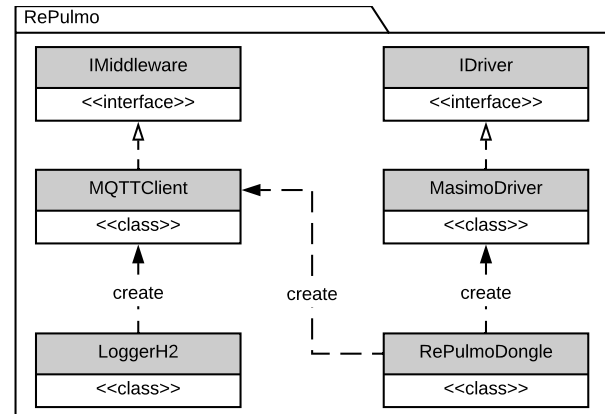 RePulmo
IMiddleware
<<interface>>
IDriver
<<interface>>
MQTTClient
<<class>>
MasimoDriver
<<class>>
create
create
create
LoggerH2
<<class>>
RePulmoDongle
<<class>>